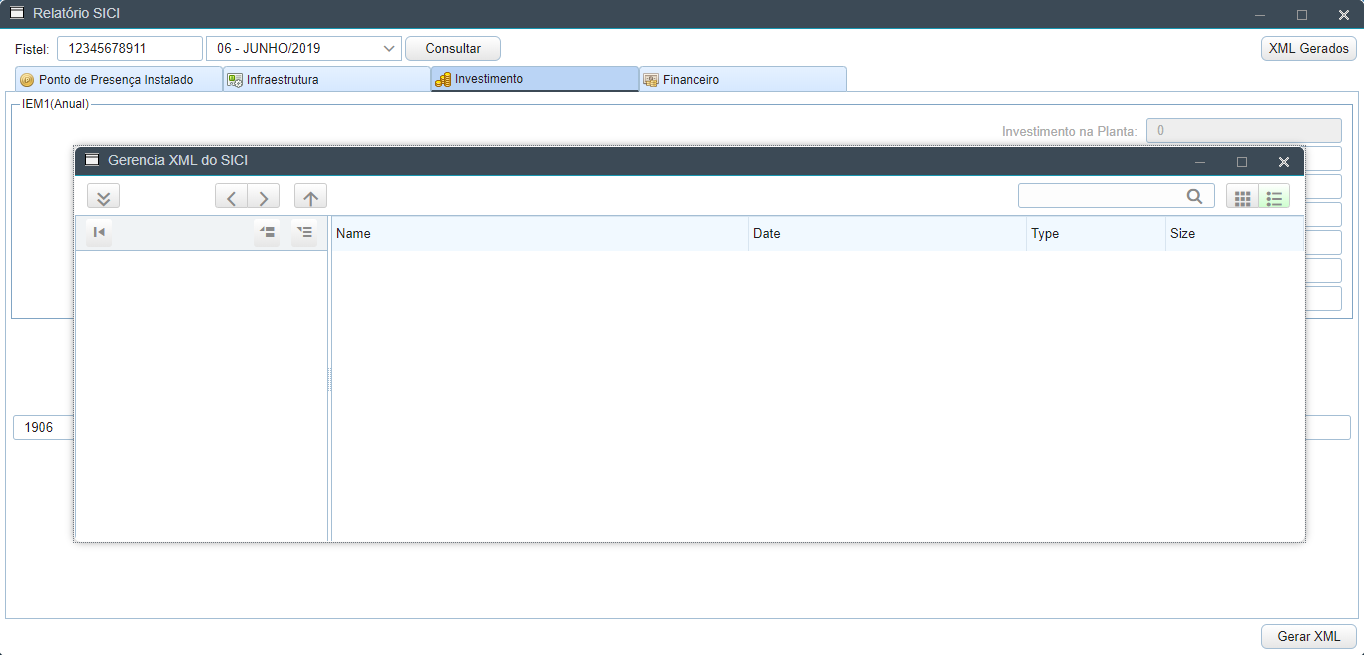 Relatório SICI
Fistel: 12345678911 06 - JUNHO/2019 Consultar XML Gerados
Ponto de Presença Instalado Infraestrutura Investimento Financeiro
IEM1(Anual)
Investimento na Planta: 0
Gerencia XML do SICI
Name Date Type Size
1906
Gerar XML